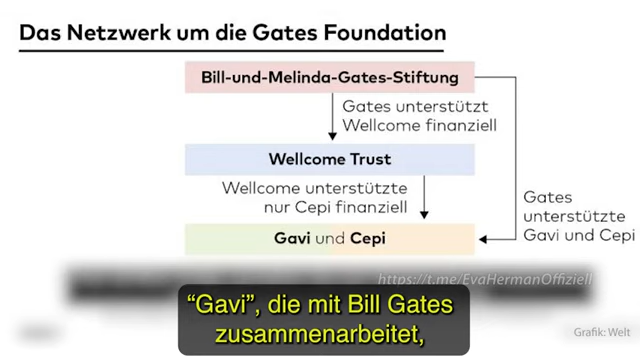 Das Netzwerk um die Gates Foundation
Bill-und-Melinda-Gates-Stiftung
Gates unterstützt
Wellcome finanziell
Wellcome Trust
Wellcome unterstützte
nur Cepi finanziell
Gates
unterstützte
Gavi und Cepi
Gavi und Cepi
https://t.me/EvaHermanOffiziell
“Gavi”, die mit Bill Gates
zusammenarbeitet,
Grafik: Welt